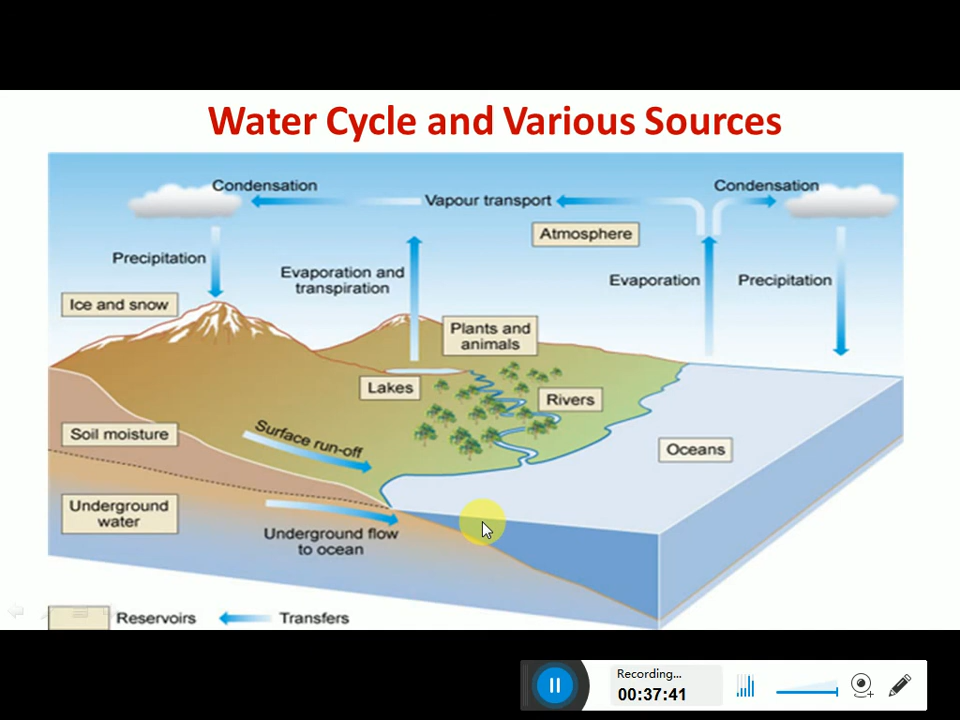 Water Cycle and Various Sources
Condensation
Vapour transport
Condensation
Atmosphere
Precipitation
Evaporation and
transpiration
Evaporation
Precipitation
Ice and snow
Plants and
animals
Lakes
Rivers
Soil moisture
Surface run-off
Oceans
Underground
water
Underground flow
to ocean
Reservoirs
Transfers
Recording...
00:37:41